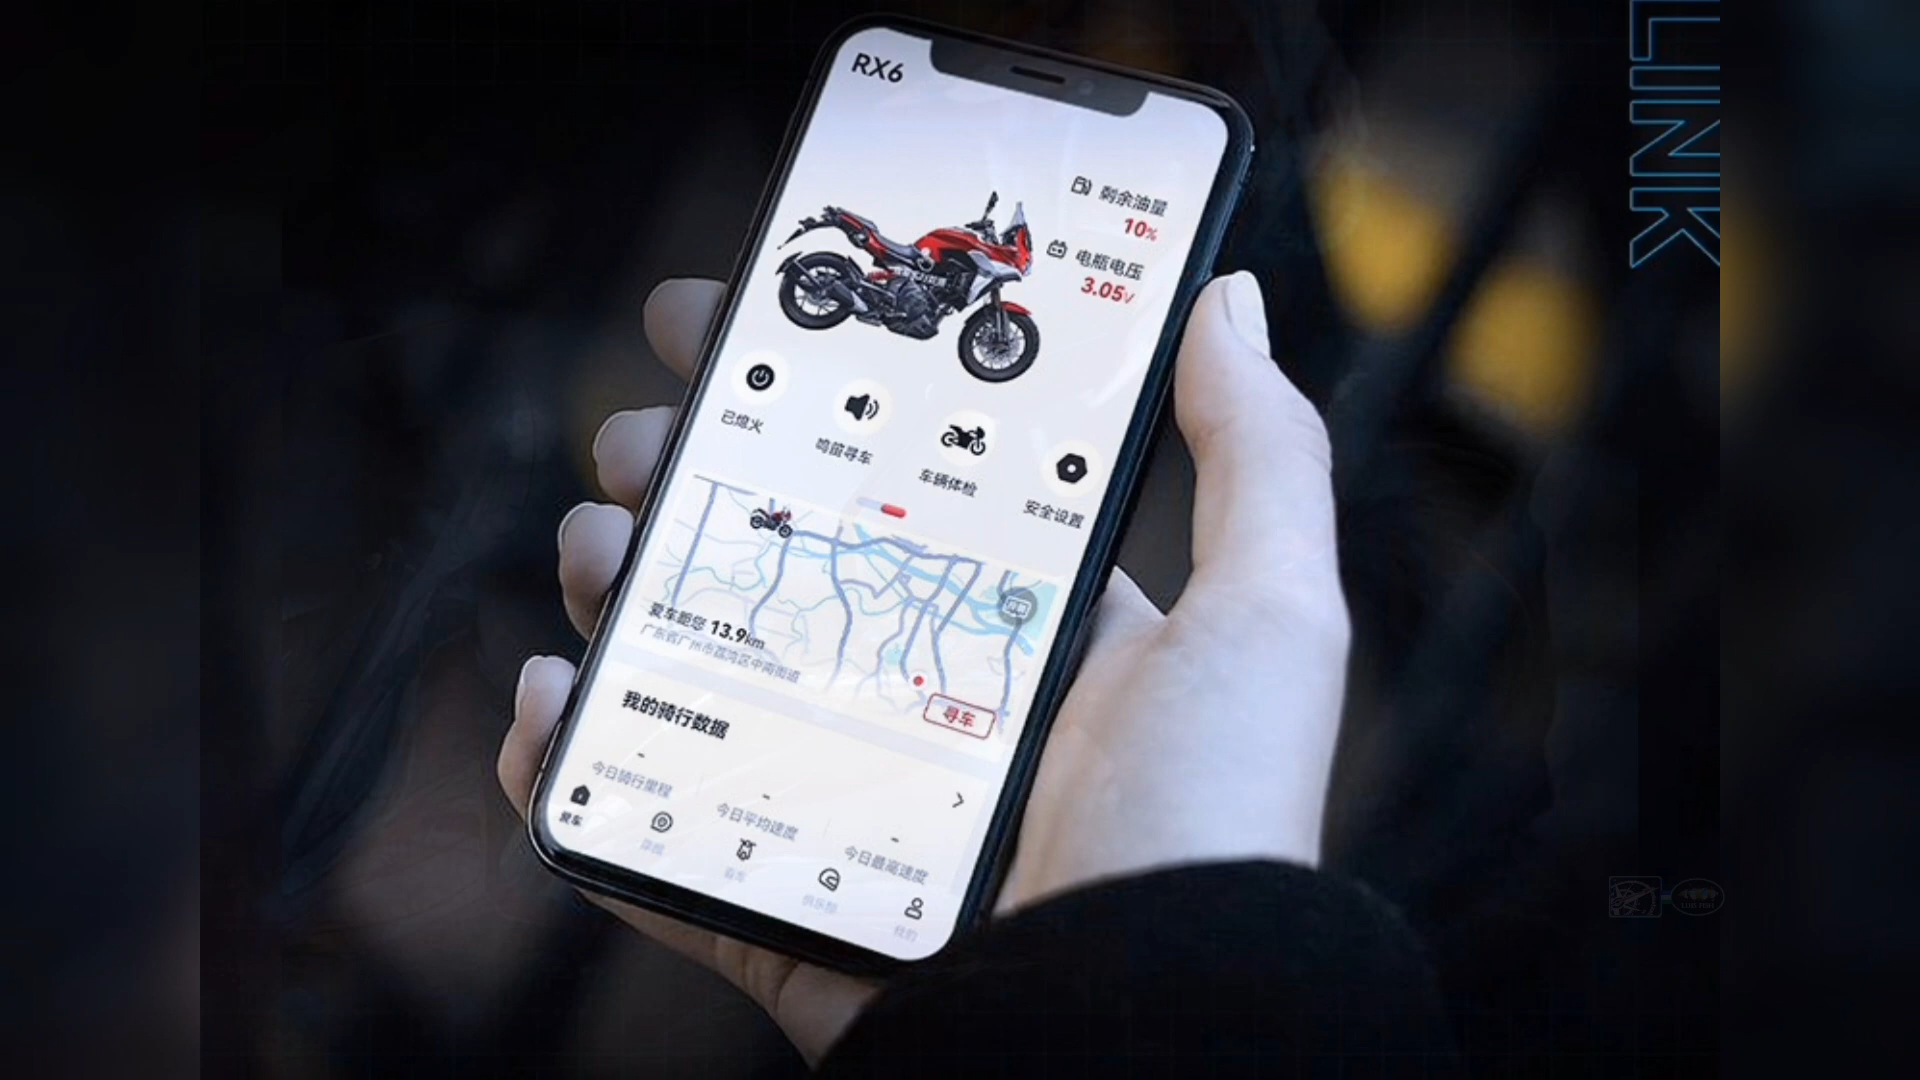 RX6
LINK
剩余油量
10%
电瓶电压
3.05V
已熄火
鸣笛寻车
车辆体检
安全设置
爱车距您 13.9km
广东省广州市荔湾区中南街道
寻车
我的骑行数据
-
今日骑行里程
-
今日平均速度
-
今日最高速度
爱车
我的